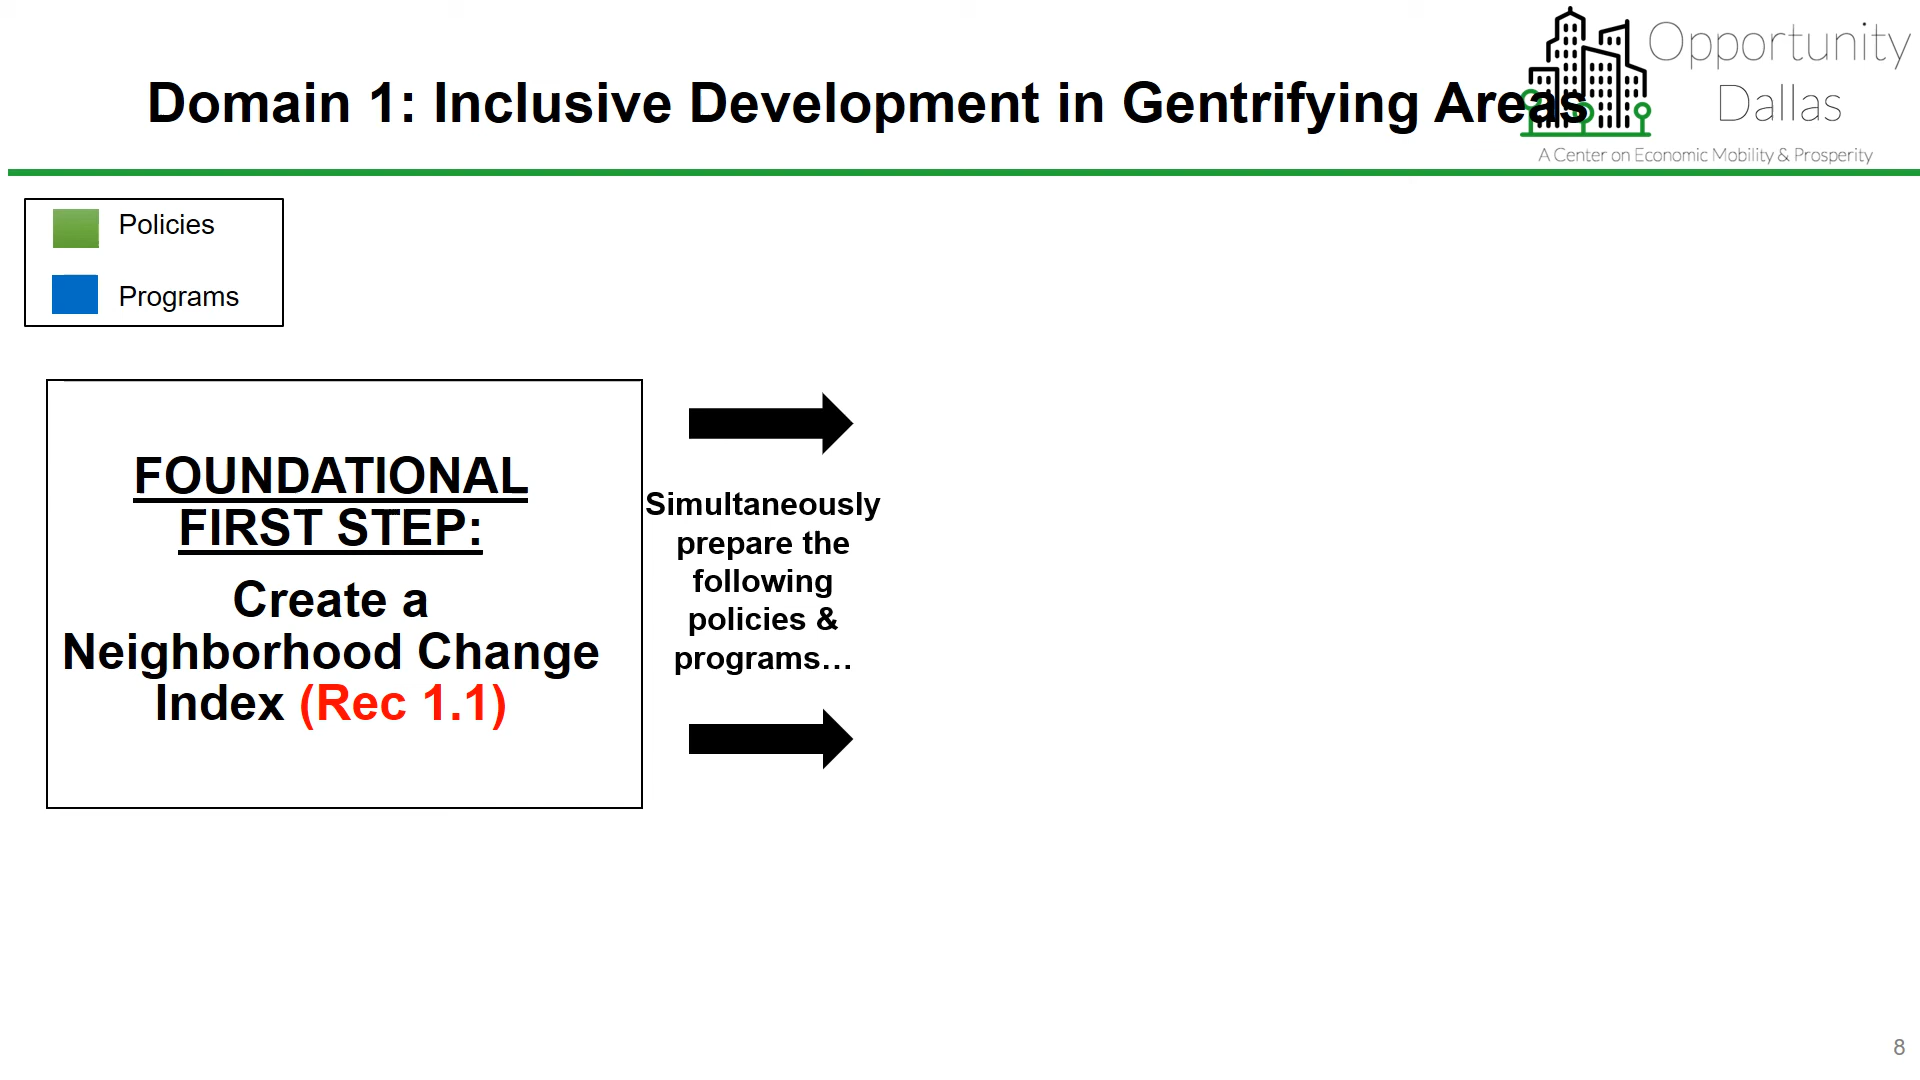 Domain 1: Inclusive Development in Gentrifying Areas
Opportunity
Dallas
A Center on Economic Mobility & Prosperity
Policies
Programs
FOUNDATIONAL
FIRST STEP:
Create a
Neighborhood Change
Index (Rec 1.1)
Simultaneously
prepare the
following
policies &
programs…
8